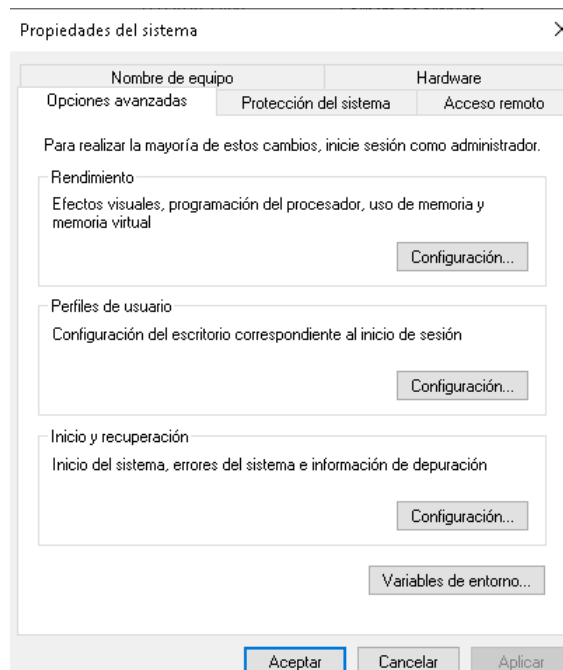 Propiedades del sistema
Nombre de equipo
Hardware
Opciones avanzadas
Protección del sistema
Acceso remoto
Para realizar la mayoría de estos cambios, inicie sesión como administrador.
Rendimiento
Efectos visuales, programación del procesador, uso de memoria y
memoria virtual
Configuración...
Perfiles de usuario
Configuración del escritorio correspondiente al inicio de sesión
Configuración...
Inicio y recuperación
Inicio del sistema, errores del sistema e información de depuración
Configuración...
Variables de entorno...
Aceptar
Cancelar
Aplicar